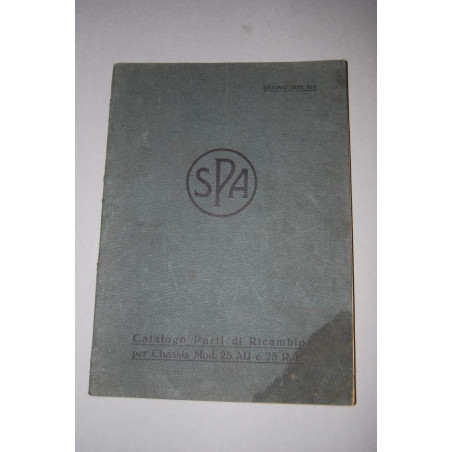 SPA
Catalogo Parti di Ricambio
per Chassis Mod. 25 AU e 25 R.